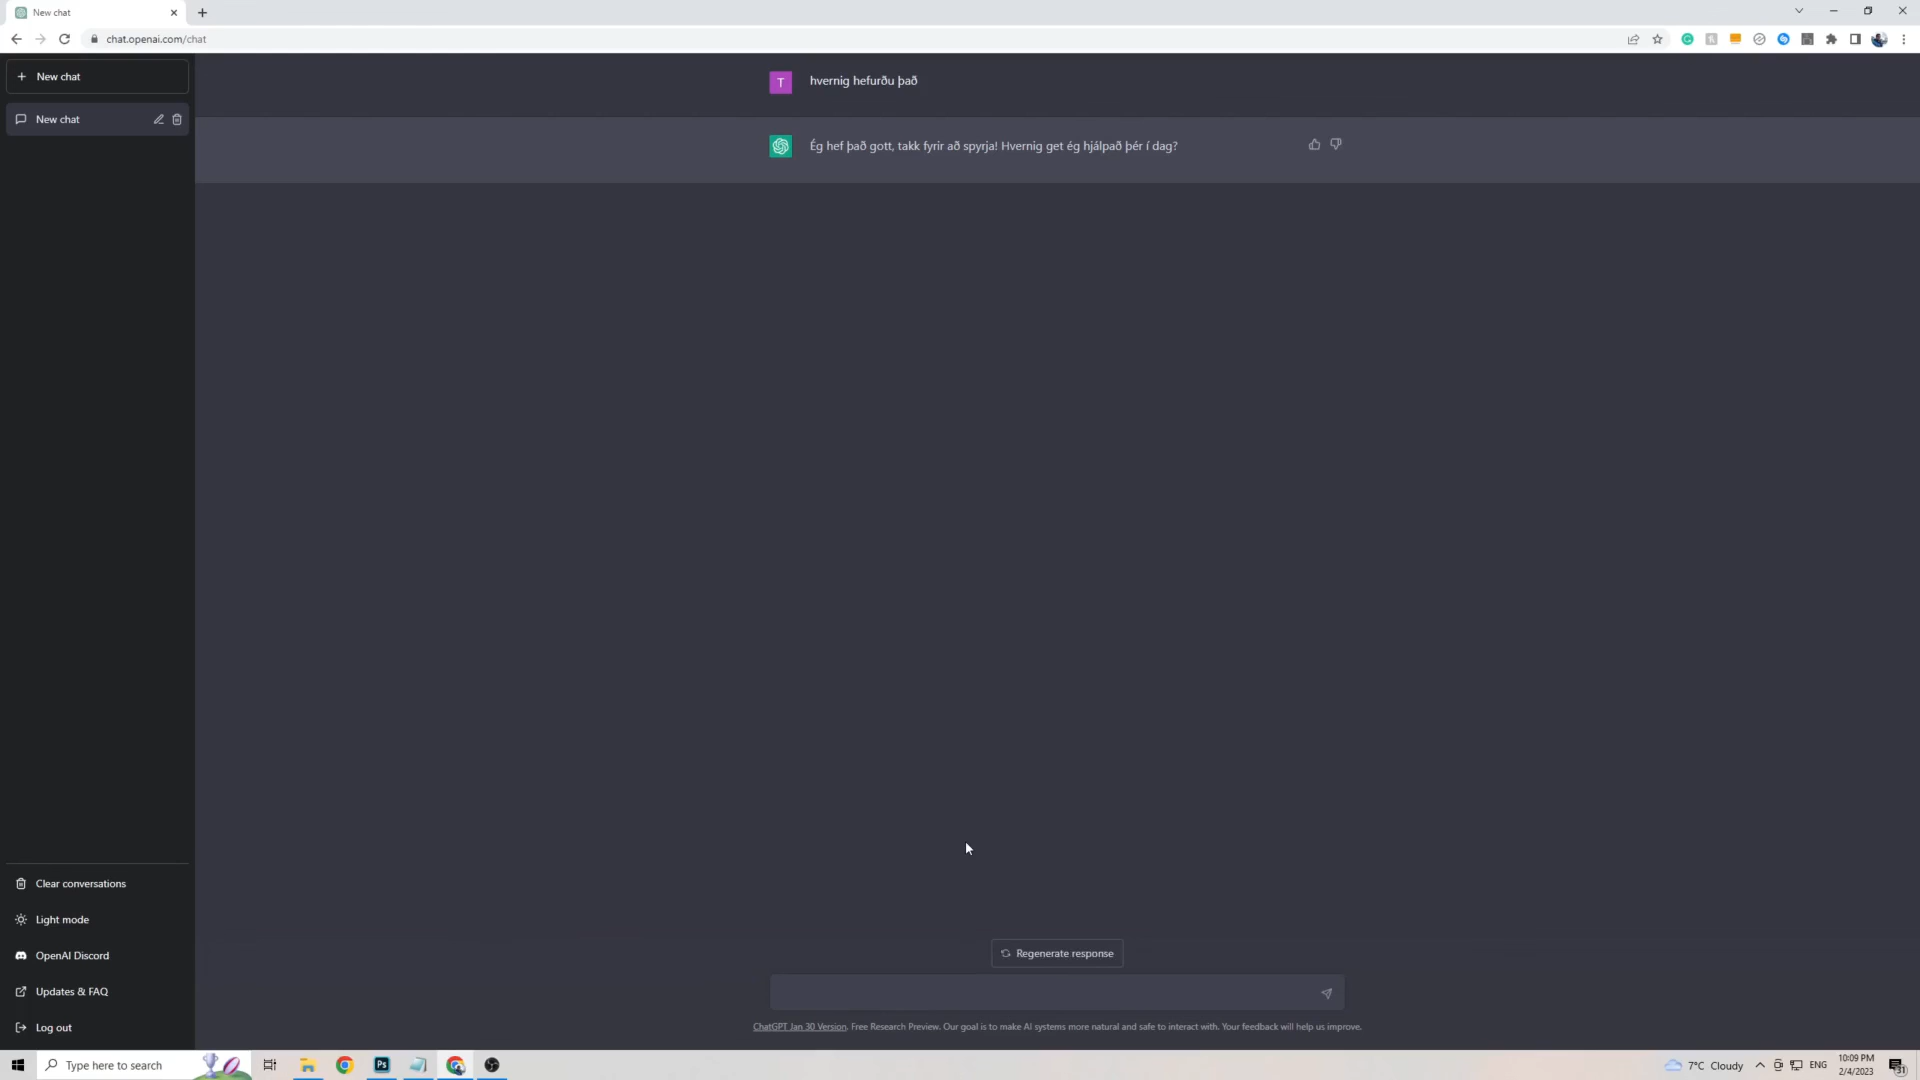 New chat
chat.openai.com/chat
New chat
New chat
T
hvernig hefurðu það
Ég hef það gott, takk fyrir að spyrja! Hvernig get ég hjálpað þér í dag?
Clear conversations
Light mode
OpenAI Discord
Updates & FAQ
Log out
Regenerate response
ChatGPT Jan 30 Version. Free Research Preview. Our goal is to make AI systems more natural and safe to interact with. Your feedback will help us improve.
Type here to search
Ps
7°C Cloudy
ENG
10:09 PM
2/4/2023
31